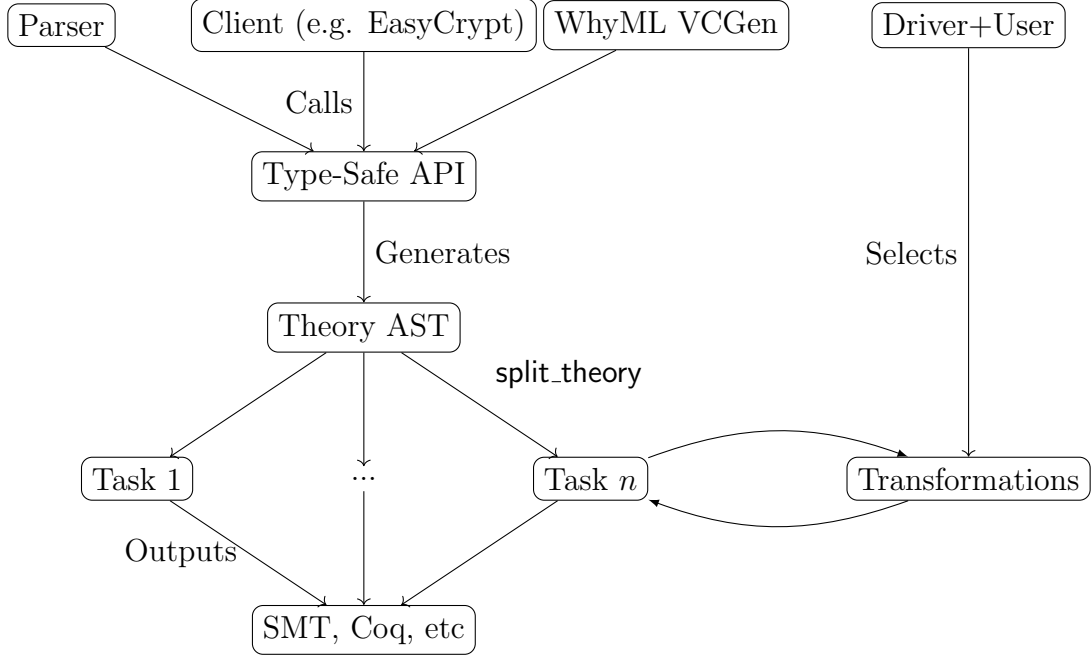 Parser
Client (e.g. EasyCrypt)
WhyML VCGen
Driver+User
Calls
Type-Safe API
Generates
Selects
Theory AST
split_theory
Task 1
...
Task n
Transformations
Outputs
SMT, Coq, etc